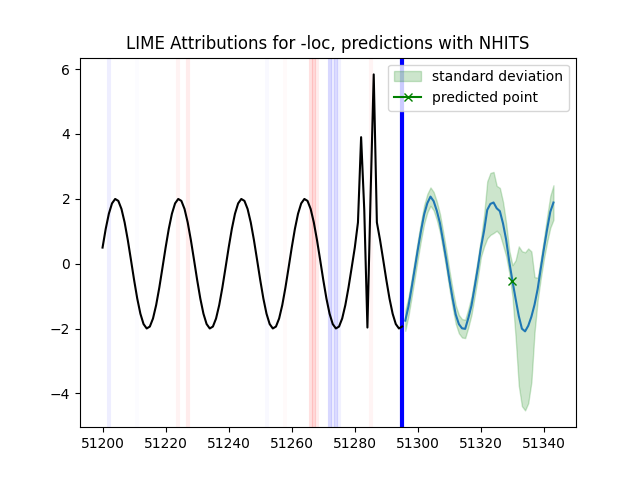 LIME Attributions for -loc, predictions with NHITS
standard deviation
predicted point
6
4
2
0
−2
−4
51200 51220 51240 51260 51280 51300 51320 51340